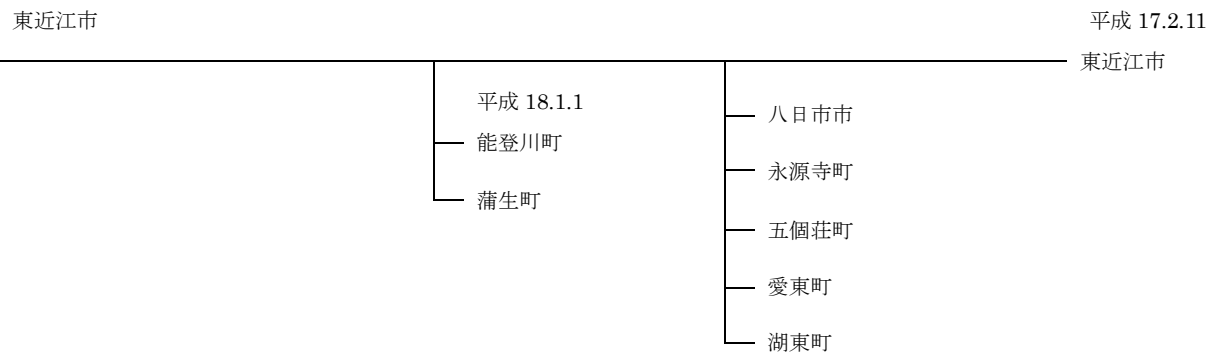 東近江市
平成 17.2.11
東近江市
平成 18.1.1
能登川町
蒲生町
八日市市
永源寺町
五個荘町
愛東町
湖東町